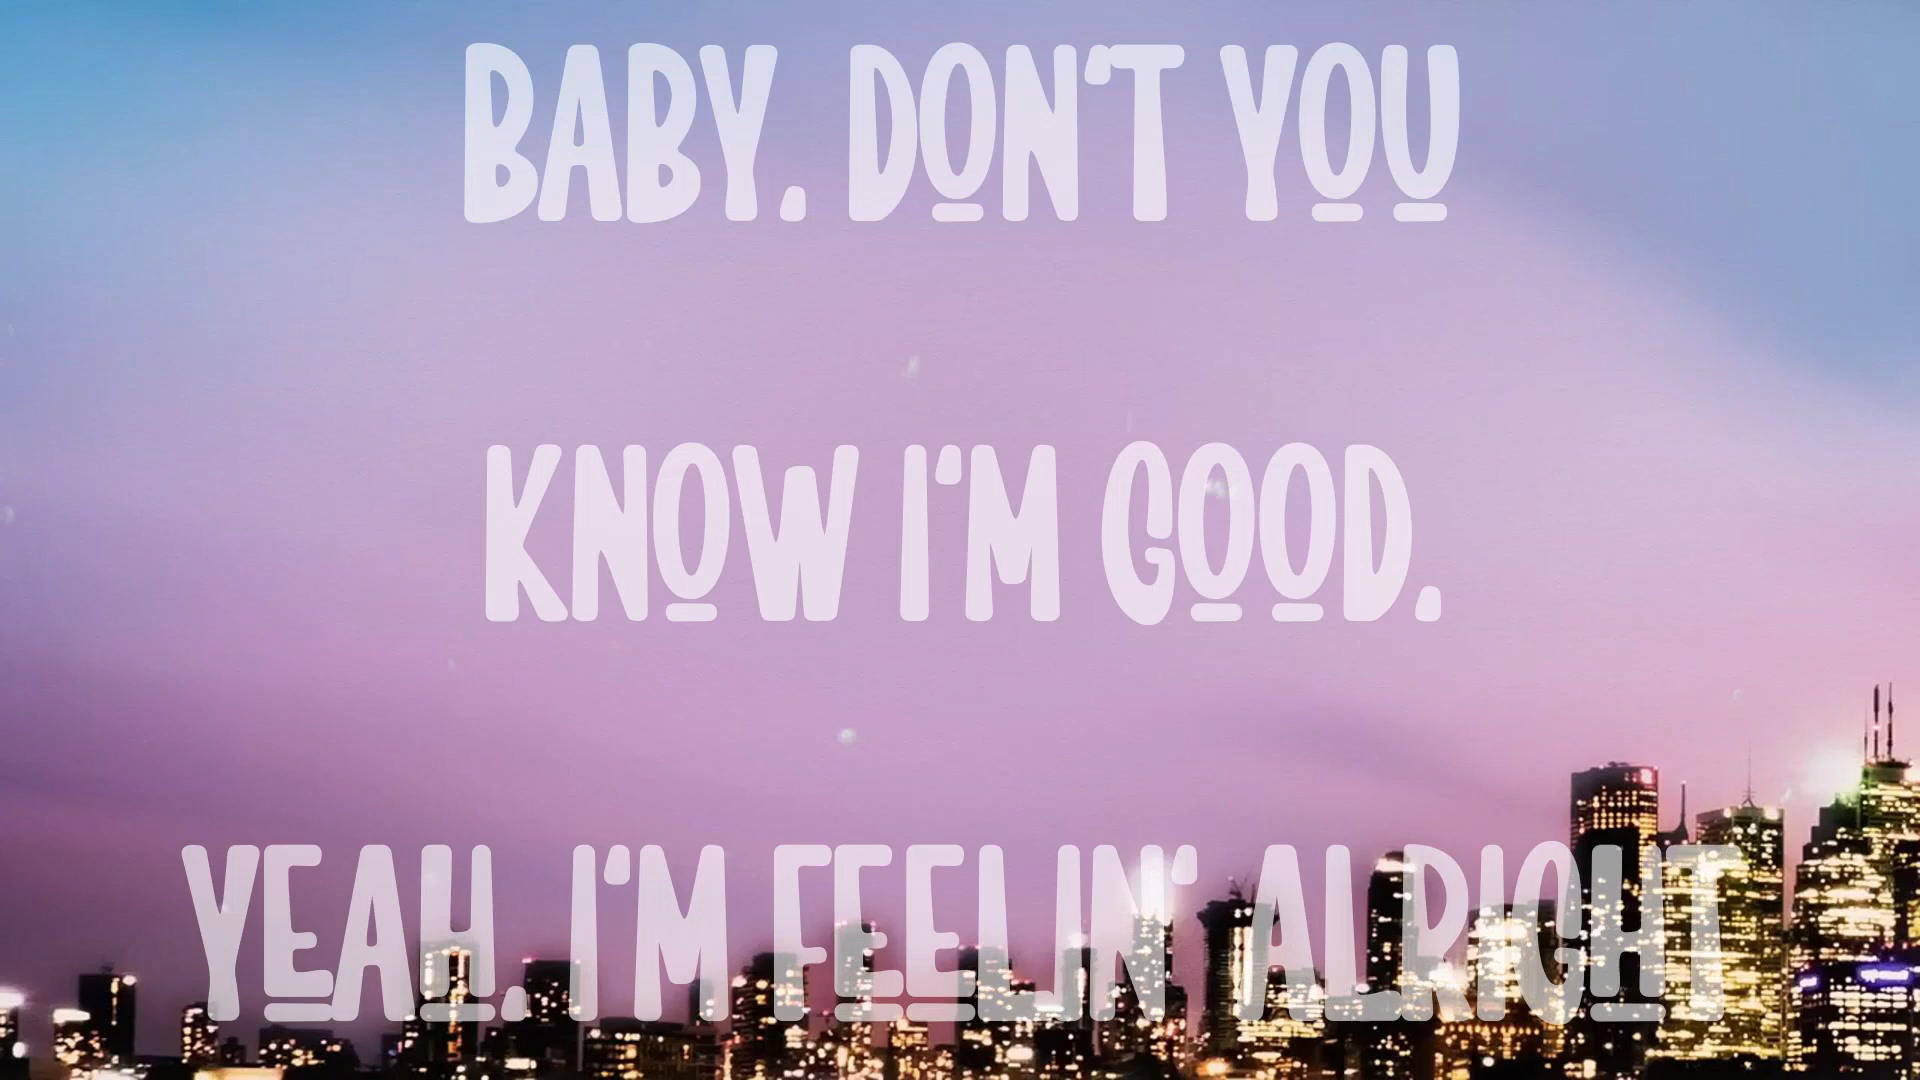 BABY, DON'T YOU
KNOW I'M GOOD,
YEAH, I'M FEELIN' ALRIGHT